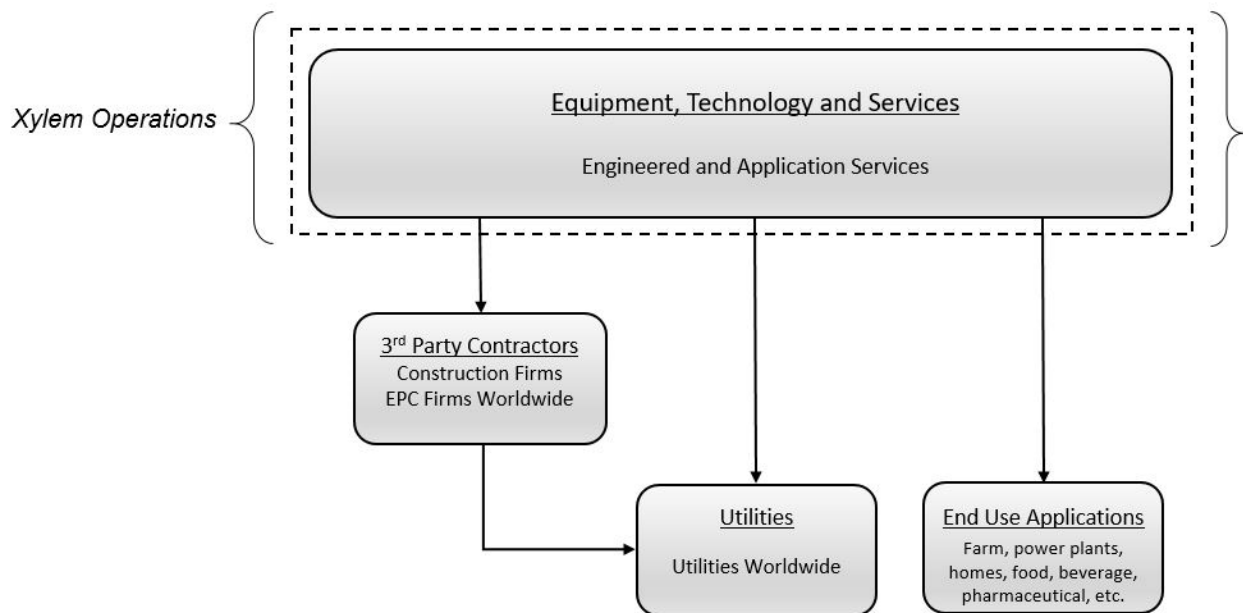 Equipment, Technology and Services
Xylem Operations
Engineered and Application Services
3rd Party Contractors
Construction Firms
EPC Firms Worldwide
Utilities
Utilities Worldwide
End Use Applications
Farm, power plants,
homes, food, beverage,
pharmaceutical, etc.